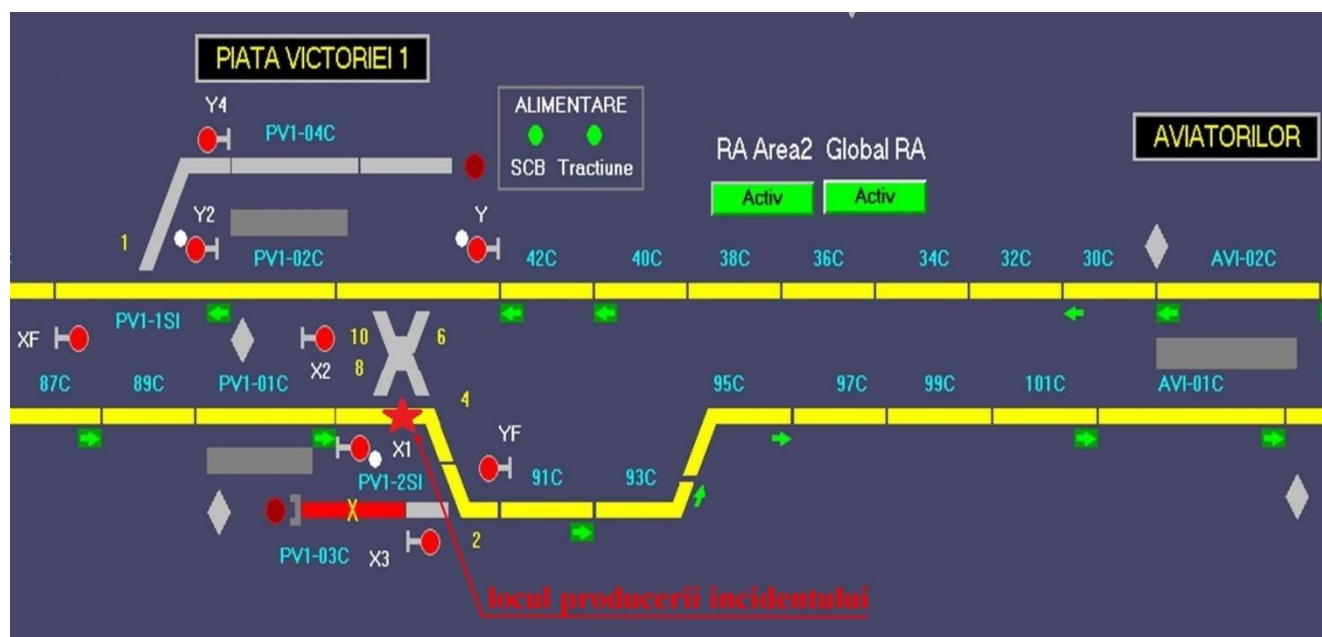 PIATA VICTORIEI 1
Y4
PV1-04C
ALIMENTARE
SCB Tractiune
RA Area2 Global RA
Activ Activ
AVIATORILOR
1
Y2
PV1-02C
Y
42C 40C 38C 36C 34C 32C 30C AVI-02C
PV1-1SI
XF
X2
10 6
8
87C 89C PV1-01C
4
95C 97C 99C 101C AVI-01C
X1
YF
PV1-2SI
91C 93C
X
PV1-03C X3
2
locul producerii incidentului